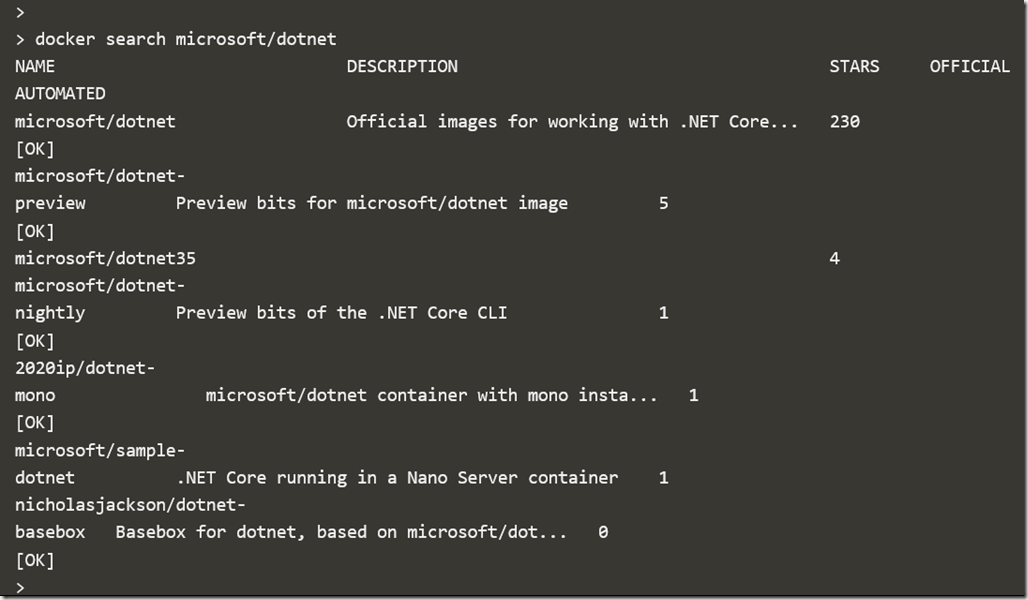 >
> docker search microsoft/dotnet
NAME DESCRIPTION STARS OFFICIAL
AUTOMATED
microsoft/dotnet Official images for working with .NET Core... 230
[OK]
microsoft/dotnet-
preview Preview bits for microsoft/dotnet image 5
[OK]
microsoft/dotnet35 4
microsoft/dotnet-
nightly Preview bits of the .NET Core CLI 1
[OK]
2020ip/dotnet-
mono microsoft/dotnet container with mono insta... 1
[OK]
microsoft/sample-
dotnet .NET Core running in a Nano Server container 1
nicholasjackson/dotnet-
basebox Basebox for dotnet, based on microsoft/dot... 0
[OK]
>